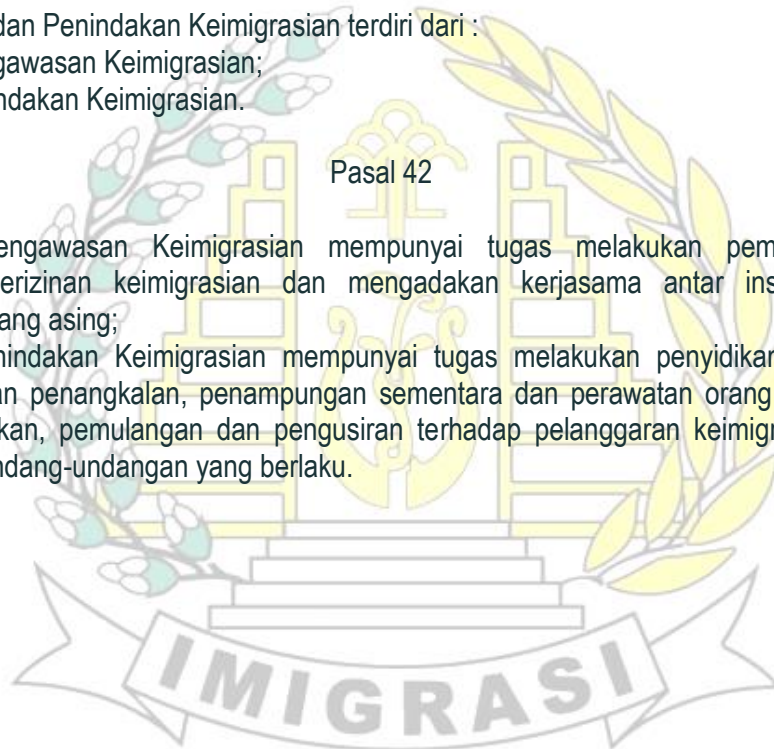 dan Penindakan Keimigrasian terdiri dari :
gawasan Keimigrasian;
ndakan Keimigrasian.
Pasal 42
engawasan Keimigrasian mempunyai tugas melakukan pem
erizinan keimigrasian dan mengadakan kerjasama antar ins
ang asing;
nindakan Keimigrasian mempunyai tugas melakukan penyidikan
an penangkalan, penampungan sementara dan perawatan orang
kan, pemulangan dan pengusiran terhadap pelanggaran keimigr
ndang-undangan yang berlaku.
IMIGRASI